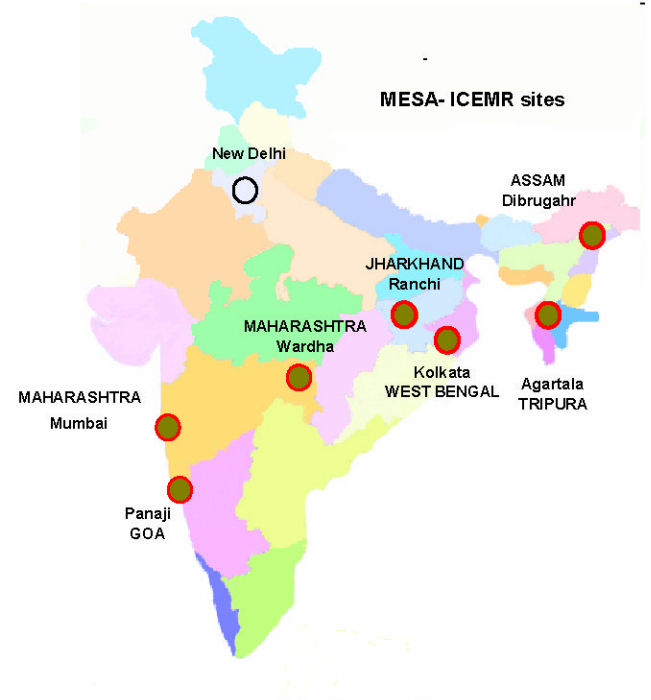 MESA- ICEMR sites
New Delhi
ASSAM
Dibrugahr
JHARKHAND
Ranchi
MAHARASHTRA
Wardha
Kolkata
WEST BENGAL
Agartala
TRIPURA
MAHARASHTRA
Mumbai
Panaji
GOA